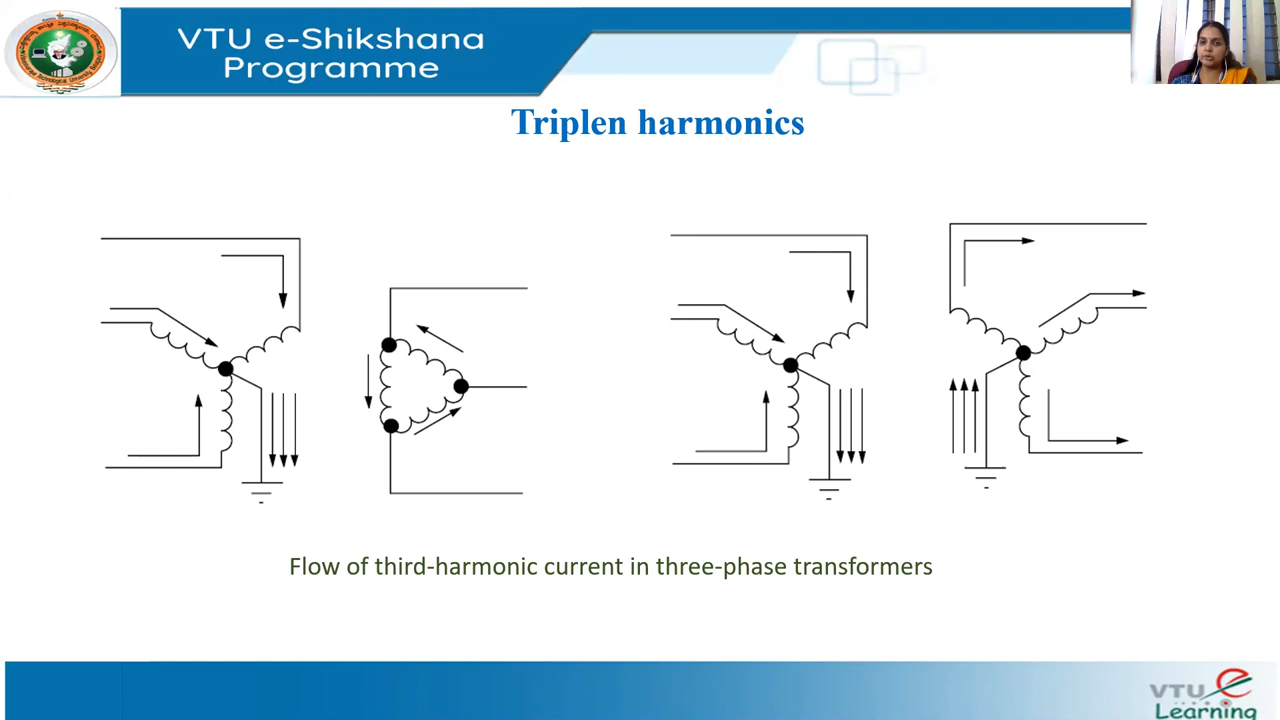 VTU e-Shikshana
Programme
Triplen harmonics
Flow of third-harmonic current in three-phase transformers
VTU
Learning